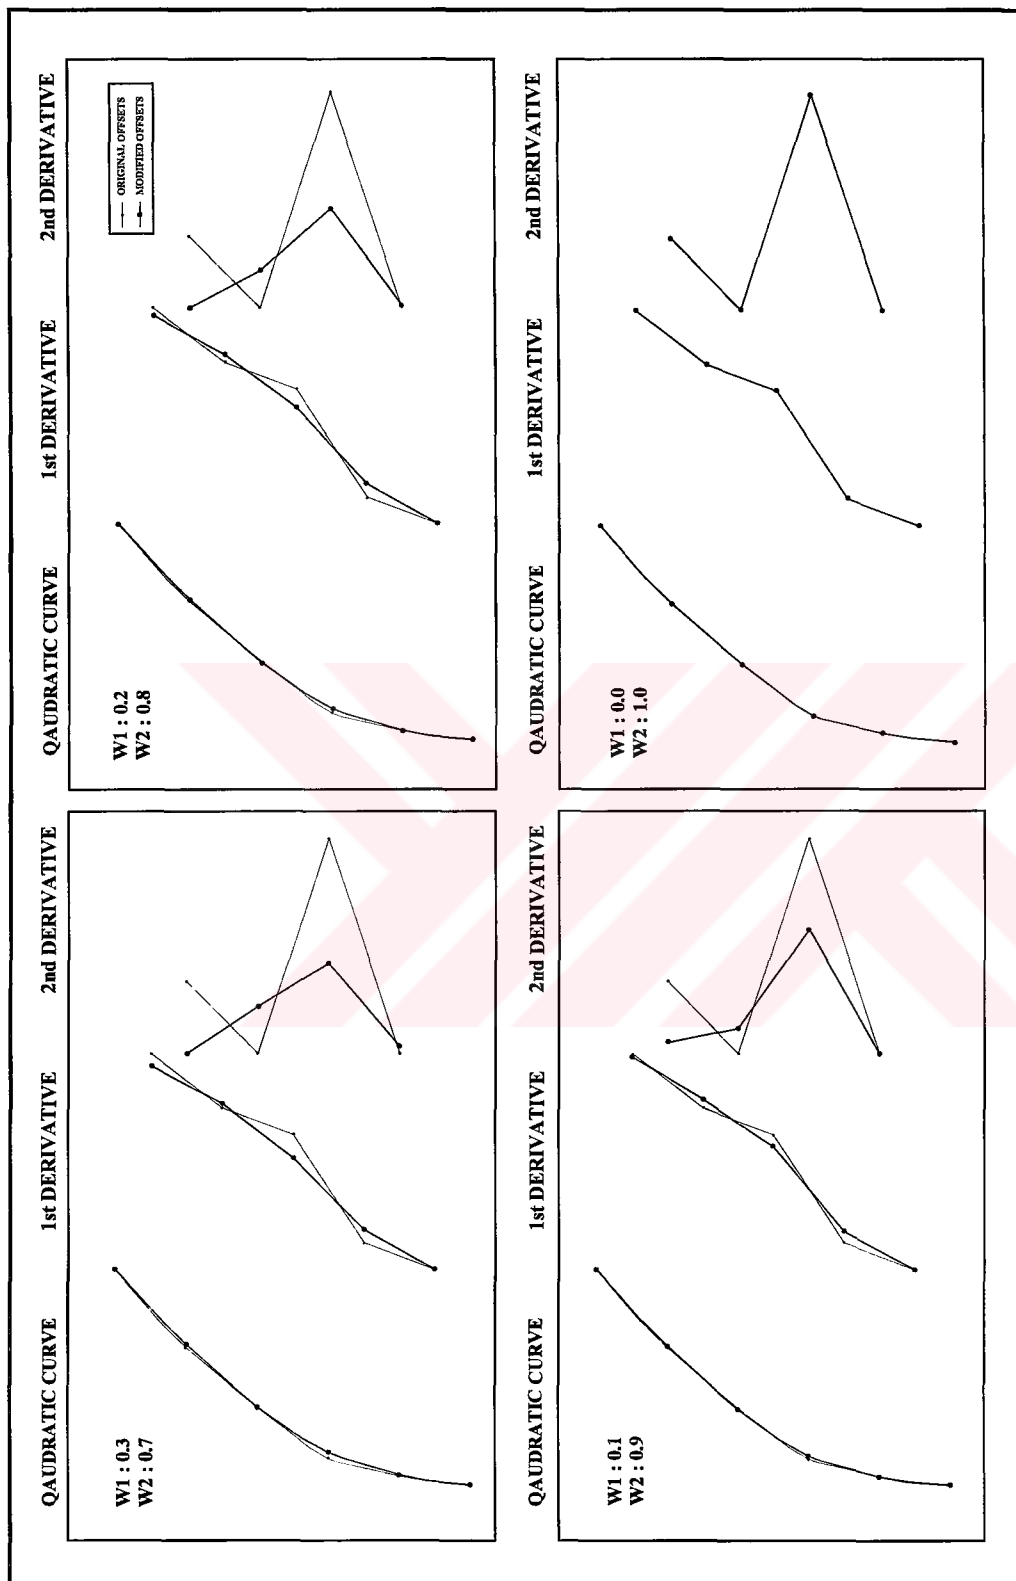 QAUDRATIC CURVE 1st DERIVATIVE 2nd DERIVATIVE
W1 : 0.3
W2 : 0.7
QAUDRATIC CURVE 1st DERIVATIVE 2nd DERIVATIVE
W1 : 0.2
W2 : 0.8
ORIGINAL OFFSETS
MODIFIED OFFSETS
QAUDRATIC CURVE 1st DERIVATIVE 2nd DERIVATIVE
W1 : 0.1
W2 : 0.9
QAUDRATIC CURVE 1st DERIVATIVE 2nd DERIVATIVE
W1 : 0.0
W2 : 1.0